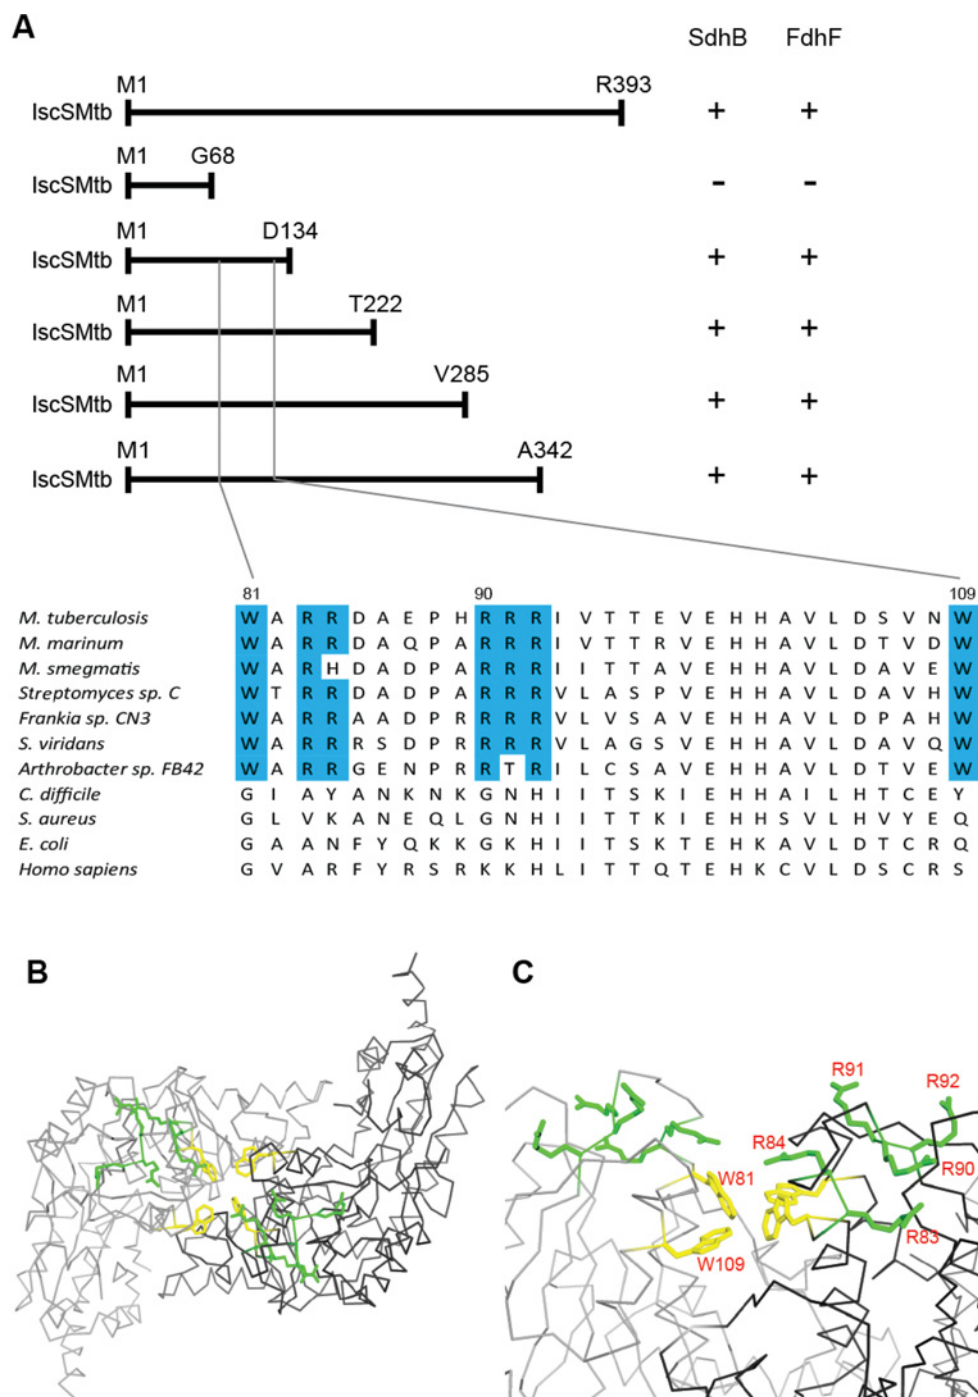 A
SdhB FdhF
M1 R393
IscSMtb + +
M1 G68
IscSMtb - -
M1 D134
IscSMtb + +
M1 T222
IscSMtb + +
M1 V285
IscSMtb + +
M1 A342
IscSMtb + +
81 90 109
M. tuberculosis W A R R D A E P H R R R I V T T E V E H H A V L D S V N W
M. marinum W A R R D A Q P A R R R I V T T R V E H H A V L D T V D W
M. smegmatis W A R H D A D P A R R R I I T T A V E H H A V L D A V E W
Streptomyces sp. C W T R R D A D P A R R R V L A S P V E H H A V L D A V H W
Frankia sp. CN3 W A R R A A D P R R R R V L V S A V E H H A V L D P A H W
S. viridans W A R R R S D P R R R R V L A G S V E H H A V L D A V Q W
Arthrobacter sp. FB42 W A R R G E N P R R T R I L C S A V E H H A V L D T V E W
C. difficile G I A Y A N K N K G N H I I T S K I E H H A I L H T C E Y
S. aureus G L V K A N E Q L G N H I I T T K I E H H S V L H V Y E Q
E. coli G A A N F Y Q K K G K H I I T S K T E H K A V L D T C R Q
Homo sapiens G V A R F Y R S R K K H L I T T Q T E H K C V L D S C R S
B
C
R91
R92
R84
R90
W81
R83
W109